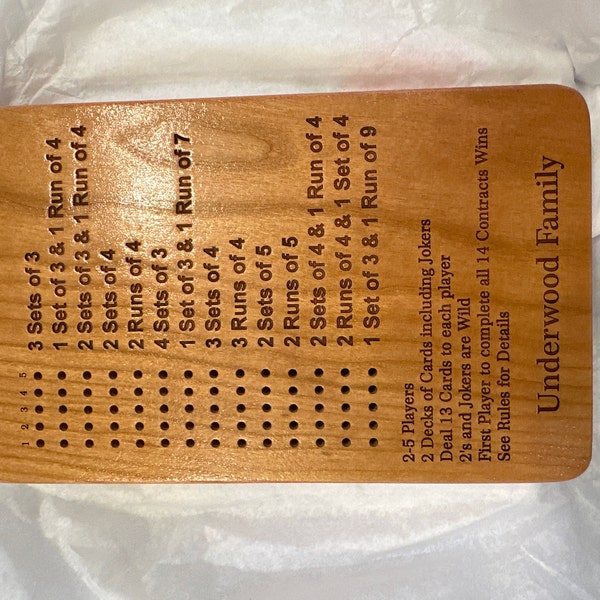 1 2 3 4 5
3 Sets of 3
1 Set of 3 & 1 Run of 4
2 Sets of 3 & 1 Run of 4
2 Sets of 4
2 Runs of 4
4 Sets of 3
1 Set of 3 & 1 Run of 7
3 Sets of 4
3 Runs of 4
2 Sets of 5
2 Runs of 5
2 Sets of 4 & 1 Run of 4
2 Runs of 4 & 1 Set of 4
1 Set of 3 & 1 Run of 9
2-5 Players
2 Decks of Cards including Jokers
Deal 13 Cards to each player
2's and Jokers are Wild
First Player to complete all 14 Contracts Wins
See Rules for Details
Underwood Family